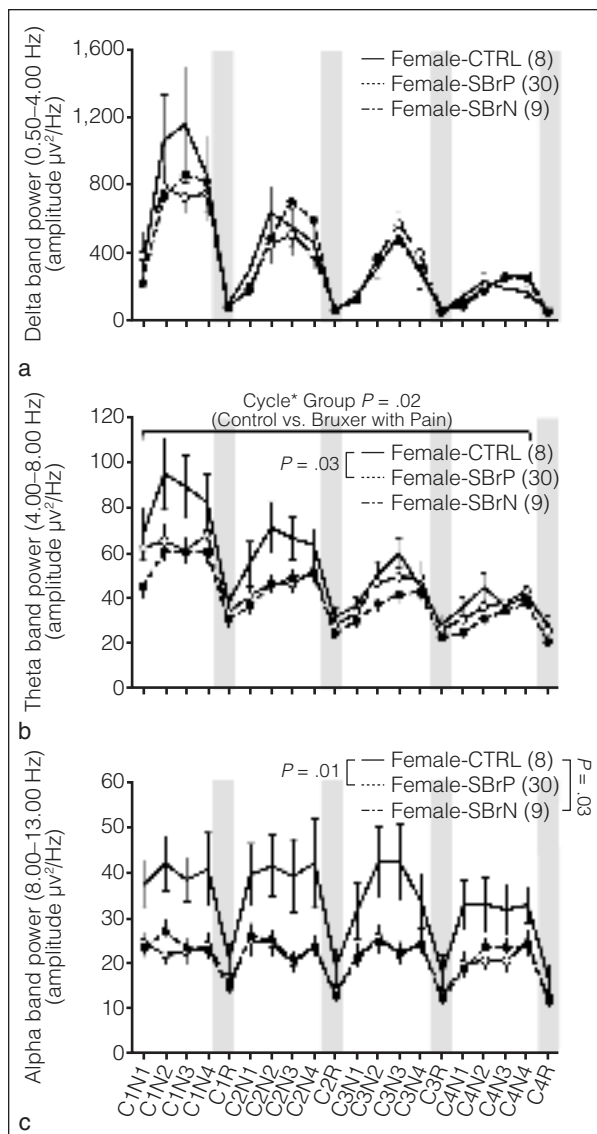 1,600
1,200
800
400
0
Delta band power (0.50–4.00 Hz)
(amplitude μv²/Hz)
Female-CTRL (8)
Female-SBrP (30)
Female-SBrN (9)
a
Cycle* Group P = .02
(Control vs. Bruxer with Pain)
120
100
80
60
40
20
0
Theta band power (4.00–8.00 Hz)
(amplitude μv²/Hz)
P = .03
Female-CTRL (8)
Female-SBrP (30)
Female-SBrN (9)
b
60
50
40
30
20
10
0
Alpha band power (8.00–13.00 Hz)
(amplitude μv²/Hz)
P = .01
Female-CTRL (8)
Female-SBrP (30)
Female-SBrN (9)
P = .03
C1N1
C1N2
C1N3
C1N4
C1R
C2N1
C2N2
C2N3
C2N4
C2R
C3N1
C3N2
C3N3
C3N4
C3R
C4N1
C4N2
C4N3
C4N4
C4R
c